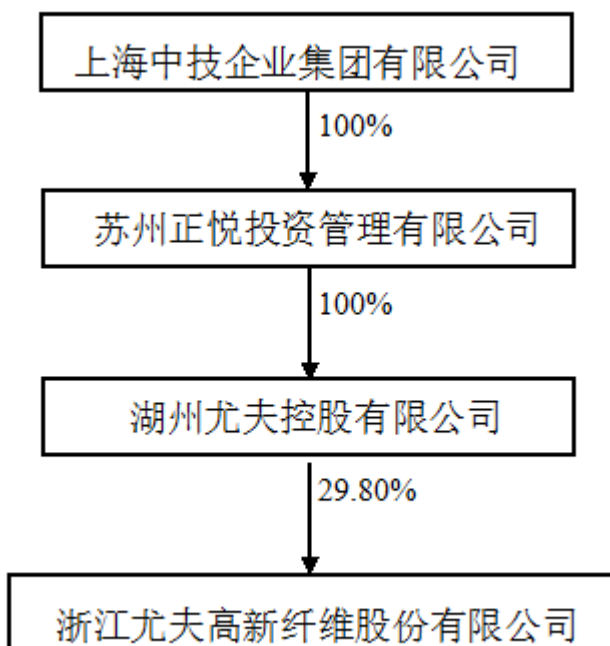 上海中技企业集团有限公司
100%
苏州正悦投资管理有限公司
100%
湖州尤夫控股有限公司
29.80%
浙江尤夫高新纤维股份有限公司